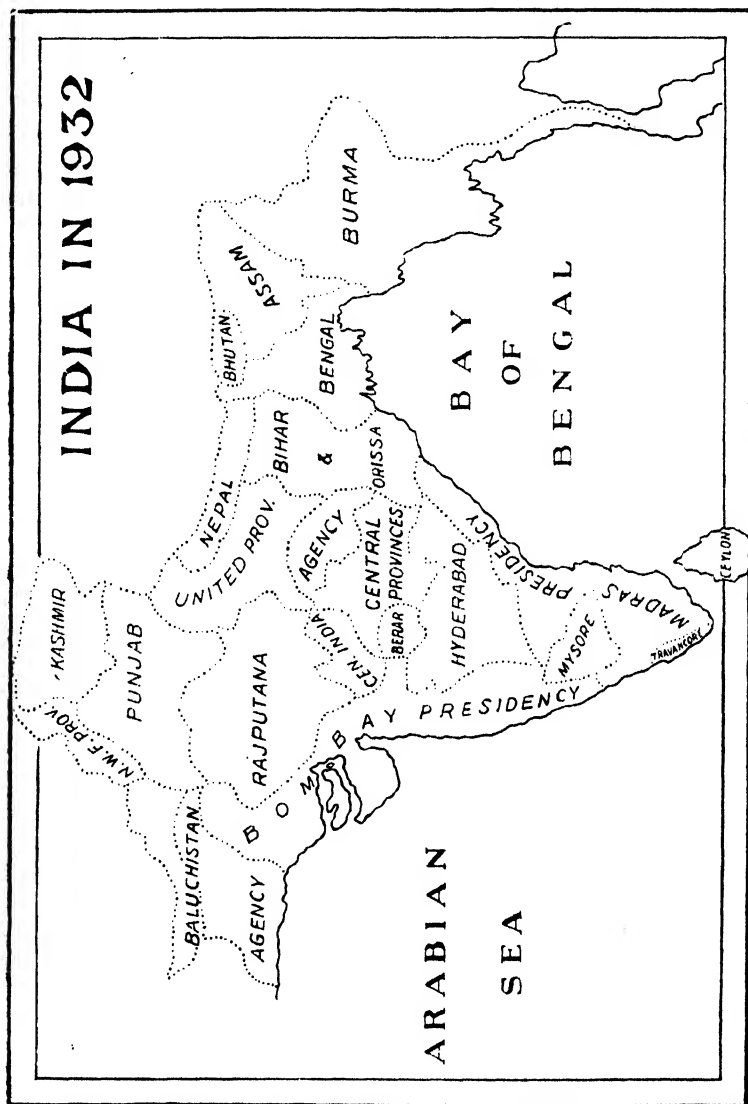 INDIA IN 1932
KASHMIR
N.W.F. PROV.
PUNJAB
BALUCHISTAN
AGENCY
RAJPUTANA
UNITED PROV.
NEPAL
BHUTAN
ASSAM
BIHAR
&
ORISSA
BENGAL
BURMA
CEN. INDIA
AGENCY
CENTRAL
PROVINCES
BERAR
BOMBAY PRESIDENCY
HYDERABAD
MYSORE
MADRAS PRESIDENCY
TRAVANCORE
CEYLON
ARABIAN
SEA
BAY
OF
BENGAL